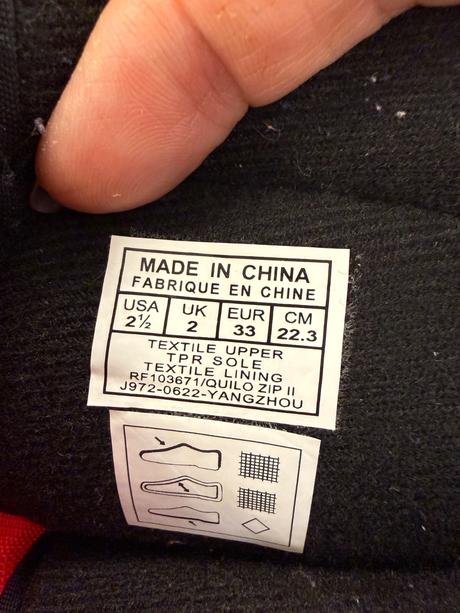 MADE IN CHINA
FABRIQUE EN CHINE
USA UK EUR CM
2½ 2 33 22.3
TEXTILE UPPER
TPR SOLE
TEXTILE LINING
RF103671/QUILO ZIP II
J972-0622-YANGZHOU